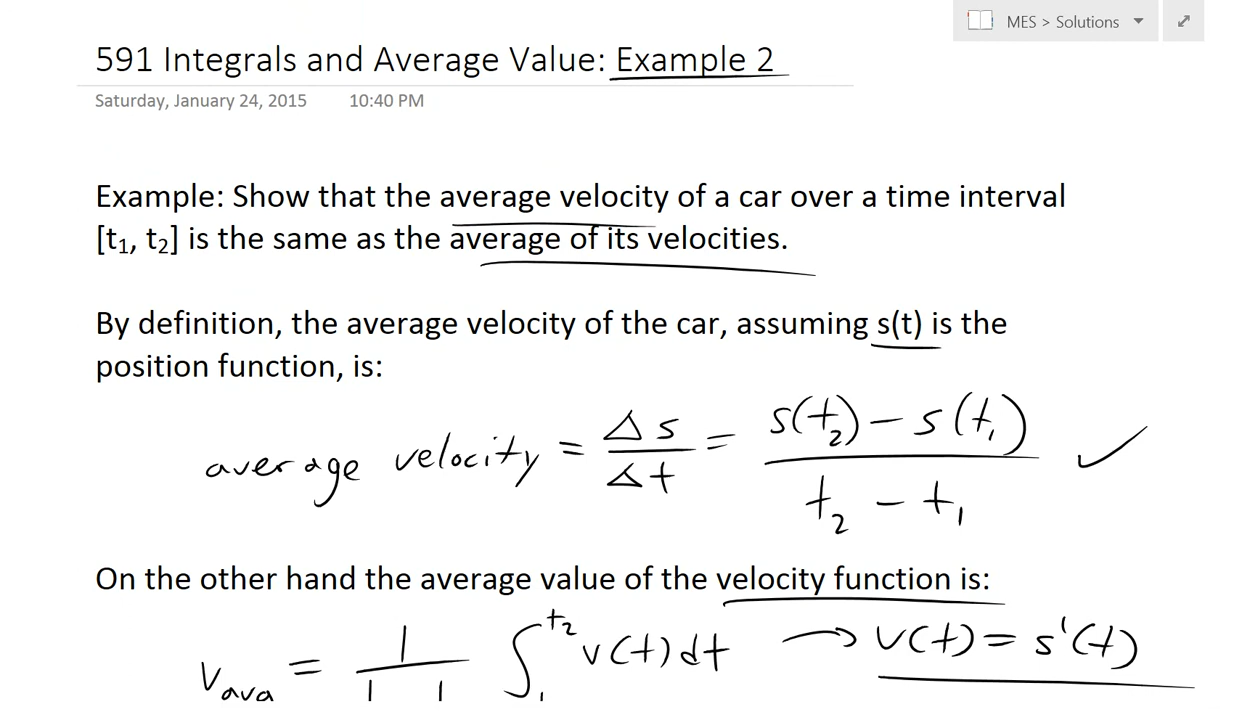 MES > Solutions
591 Integrals and Average Value: Example 2
Saturday, January 24, 2015 10:40 PM
Example: Show that the average velocity of a car over a time interval
[t₁, t₂] is the same as the average of its velocities.
By definition, the average velocity of the car, assuming s(t) is the
position function, is:
average velocity = Δs/Δt = (s(t₂) − s(t₁))/(t₂ − t₁) ✓
On the other hand the average value of the velocity function is:
v_avg = 1 ∫^t₂ v(t)dt → v(t) = s'(t)